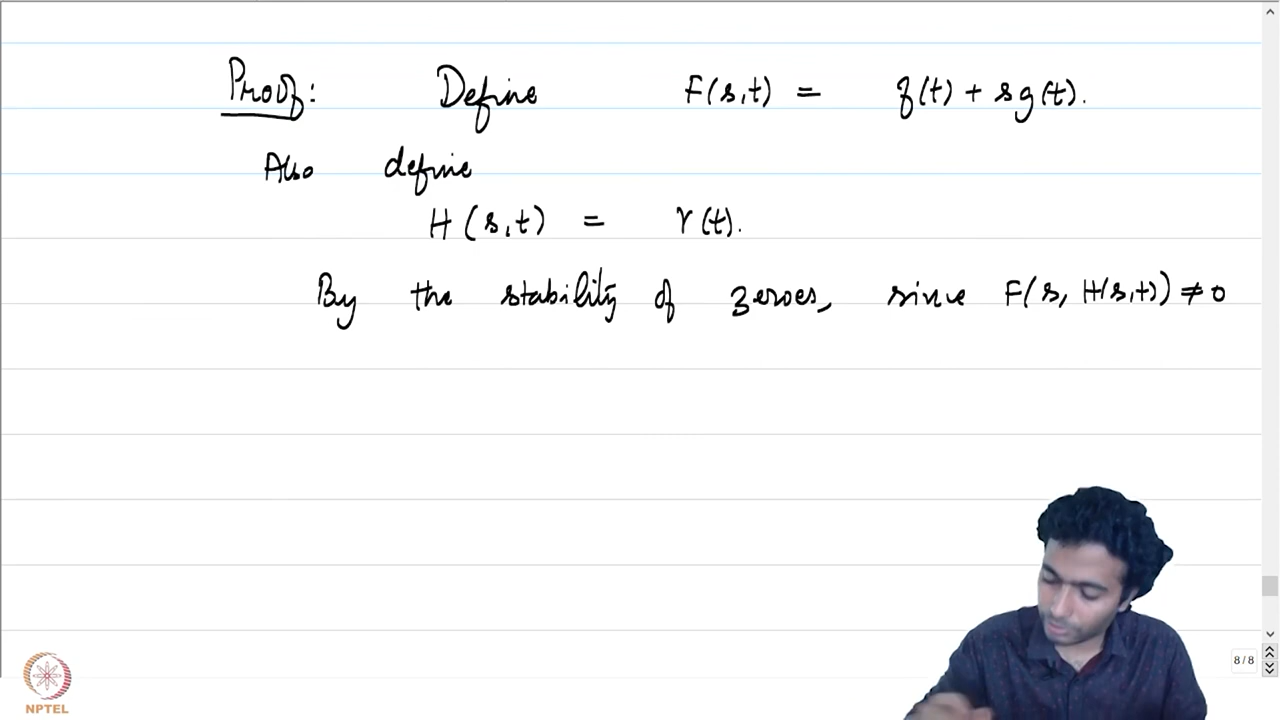 Proof: Define F(s,t) = f(t) + sg(t).
Also define
H(s,t) = γ(t).
By the stability of zeroes, since F(s, H(s,t)) ≠ 0
8/8
NPTEL